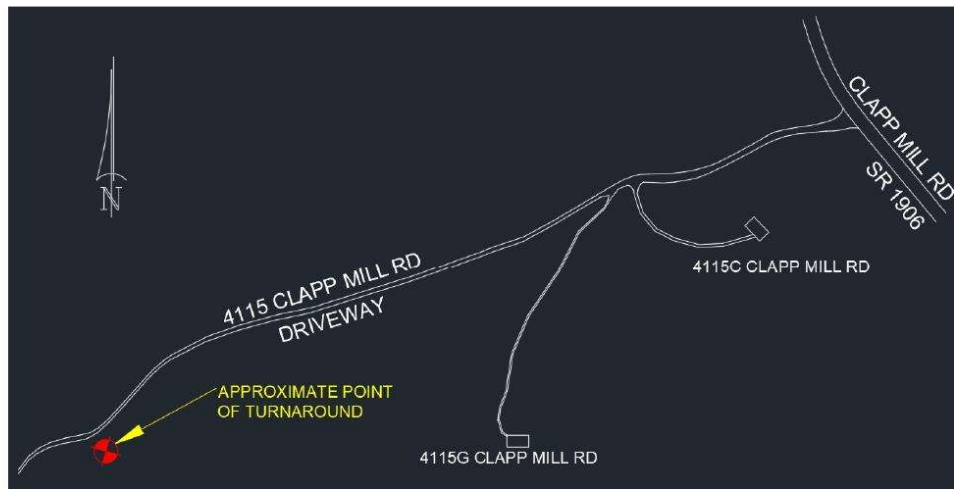 CLAPP MILL RD
SR 1906
N
4115C CLAPP MILL RD
4115 CLAPP MILL RD
DRIVEWAY
APPROXIMATE POINT
OF TURNAROUND
4115G CLAPP MILL RD